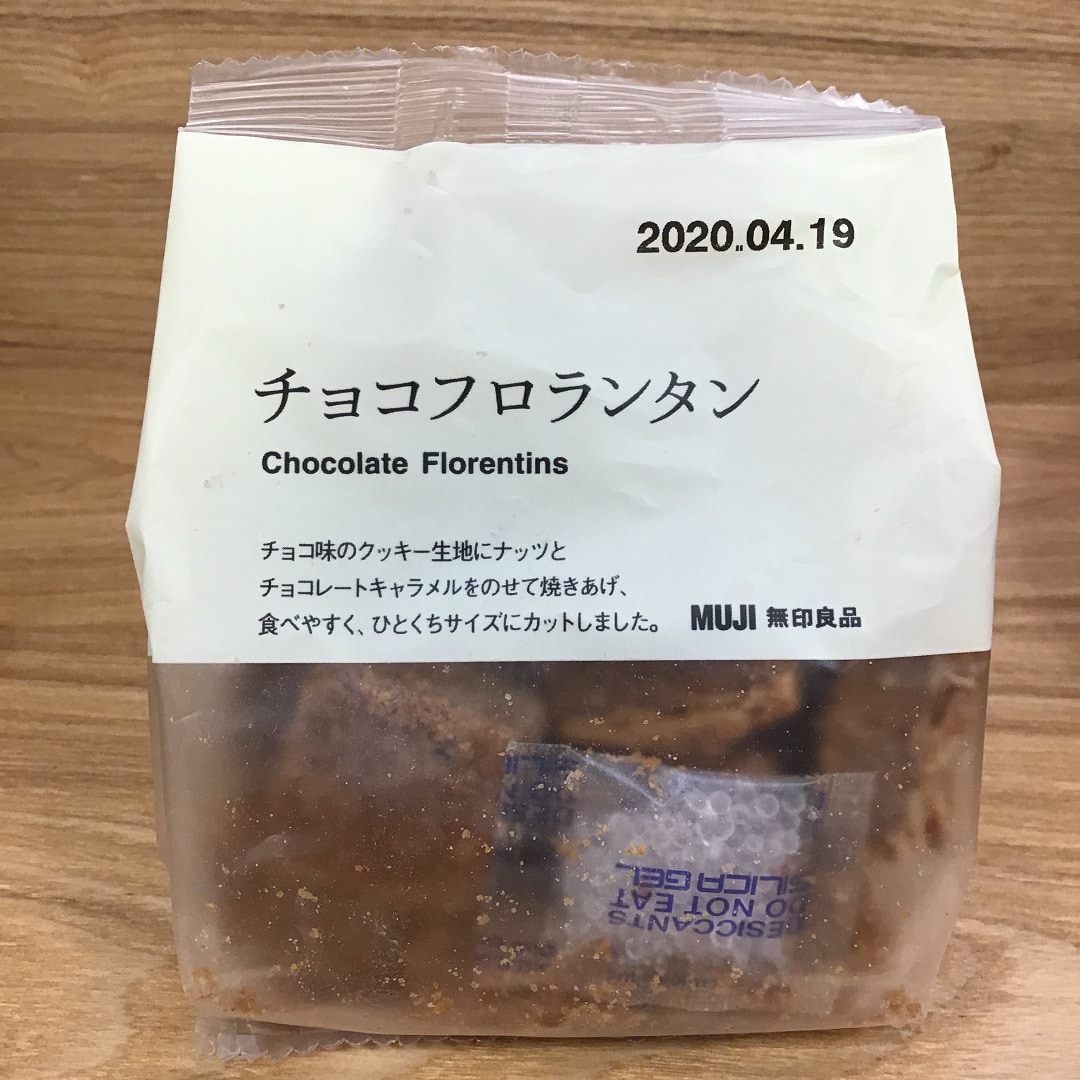 2020.04.19
チョコフロランタン
Chocolate Florentins
チョコ味のクッキー生地にナッツと
チョコレートキャラメルをのせて焼きあげ、
食べやすく、ひとくちサイズにカットしました。
MUJI 無印良品
SILICA GEL
DO NOT EAT
DESICCANTS